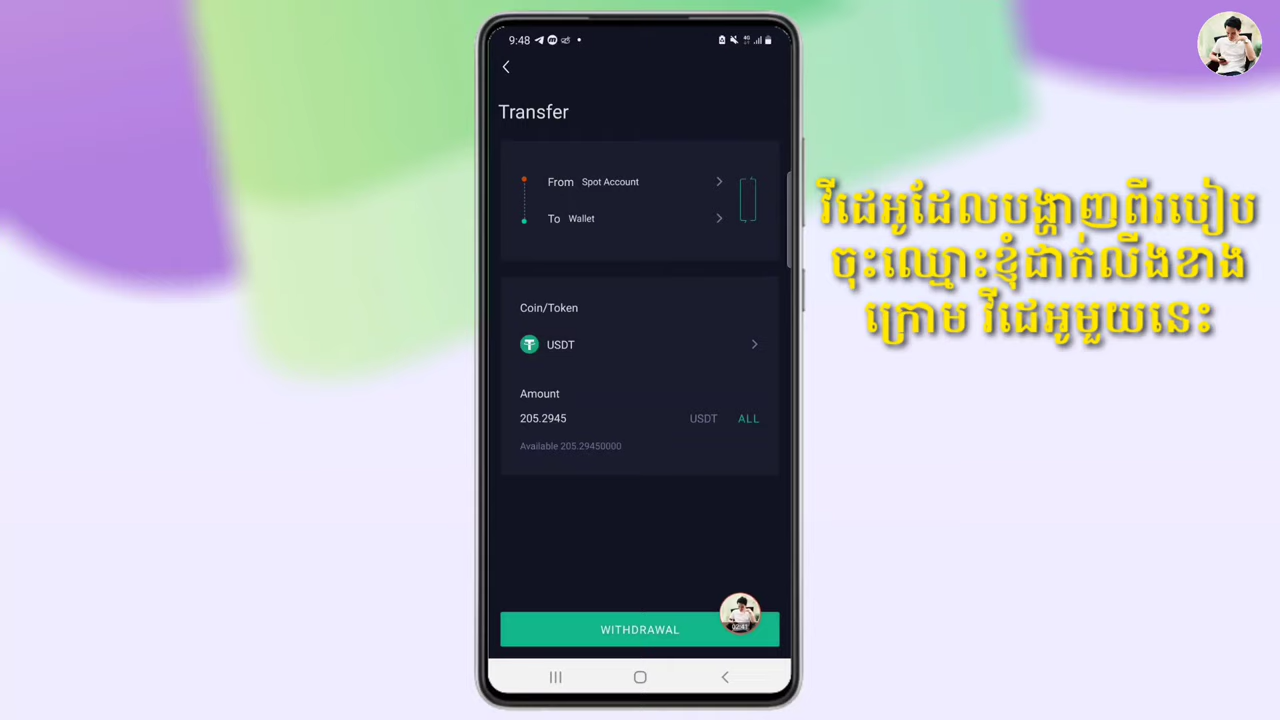 9:48
Transfer
From Spot Account
To Wallet
Coin/Token
USDT
Amount
205.2945 USDT ALL
Available 205.29450000
02:41
WITHDRAWAL
វីដេអូដែលបង្ហាញពីរបៀប
ចុះឈ្មោះខ្ញុំដាក់លីងខាង
ក្រោម វីដេអូមួយនេះ